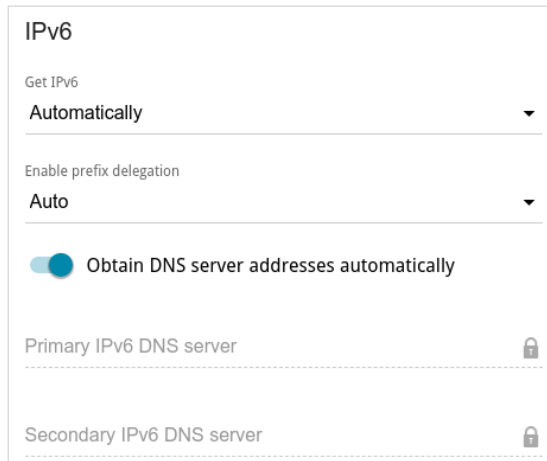 IPv6
Get IPv6
Automatically
Enable prefix delegation
Auto
Obtain DNS server addresses automatically
Primary IPv6 DNS server
Secondary IPv6 DNS server